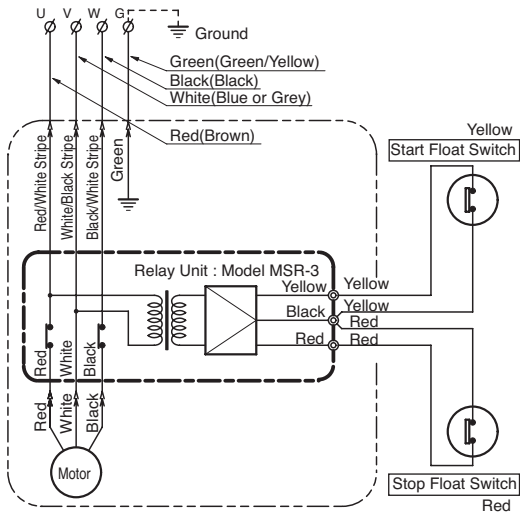 U V W G
Ground
Green(Green/Yellow)
Black(Black)
White(Blue or Grey)
Red(Brown)
Red/White Stripe
White/Black Stripe
Black/White Stripe
Green
Yellow
Start Float Switch
Relay Unit : Model MSR-3
Yellow
Yellow
Black
Yellow
Red
Red
Red
Red
White
Black
Red
White
Black
Motor
Stop Float Switch
Red